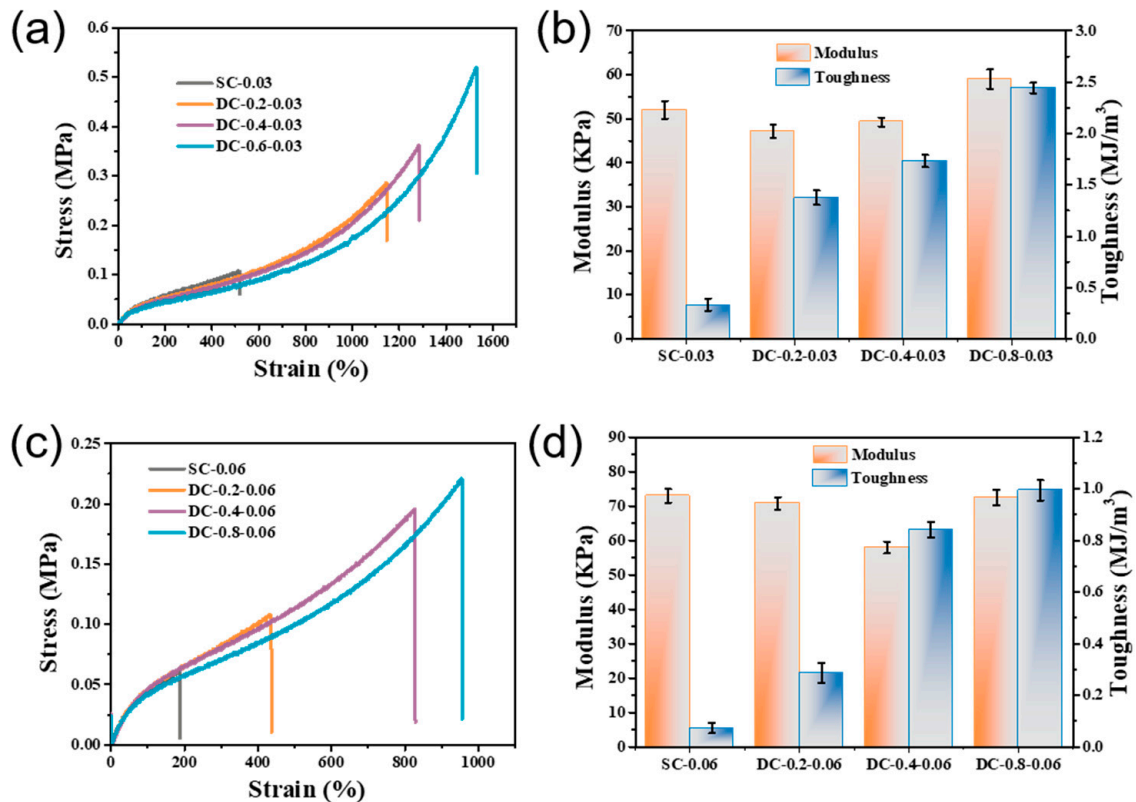 (a)
0.6
0.5
0.4
0.3
0.2
0.1
0.0
Stress (MPa)
SC-0.03
DC-0.2-0.03
DC-0.4-0.03
DC-0.6-0.03
0 200 400 600 800 1000 1200 1400 1600
Strain (%)
(b)
70
60
50
40
30
20
10
0
Modulus (KPa)
Modulus
Toughness
3.0
2.5
2.0
1.5
1.0
0.5
0.0
Toughness (MJ/m³)
SC-0.03 DC-0.2-0.03 DC-0.4-0.03 DC-0.8-0.03
(c)
0.25
0.20
0.15
0.10
0.05
0.00
Stress (MPa)
SC-0.06
DC-0.2-0.06
DC-0.4-0.06
DC-0.8-0.06
0 200 400 600 800 1000
Strain (%)
(d)
90
80
70
60
50
40
30
20
10
0
Modulus (KPa)
Modulus
Toughness
1.2
1.0
0.8
0.6
0.4
0.2
0.0
Toughness (MJ/m³)
SC-0.06 DC-0.2-0.06 DC-0.4-0.06 DC-0.8-0.06